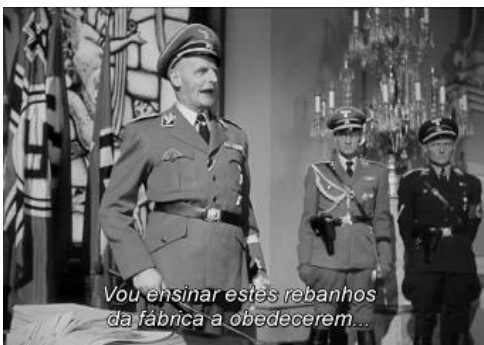 Vou ensinar estes rebanhos
da fábrica a obedecerem...